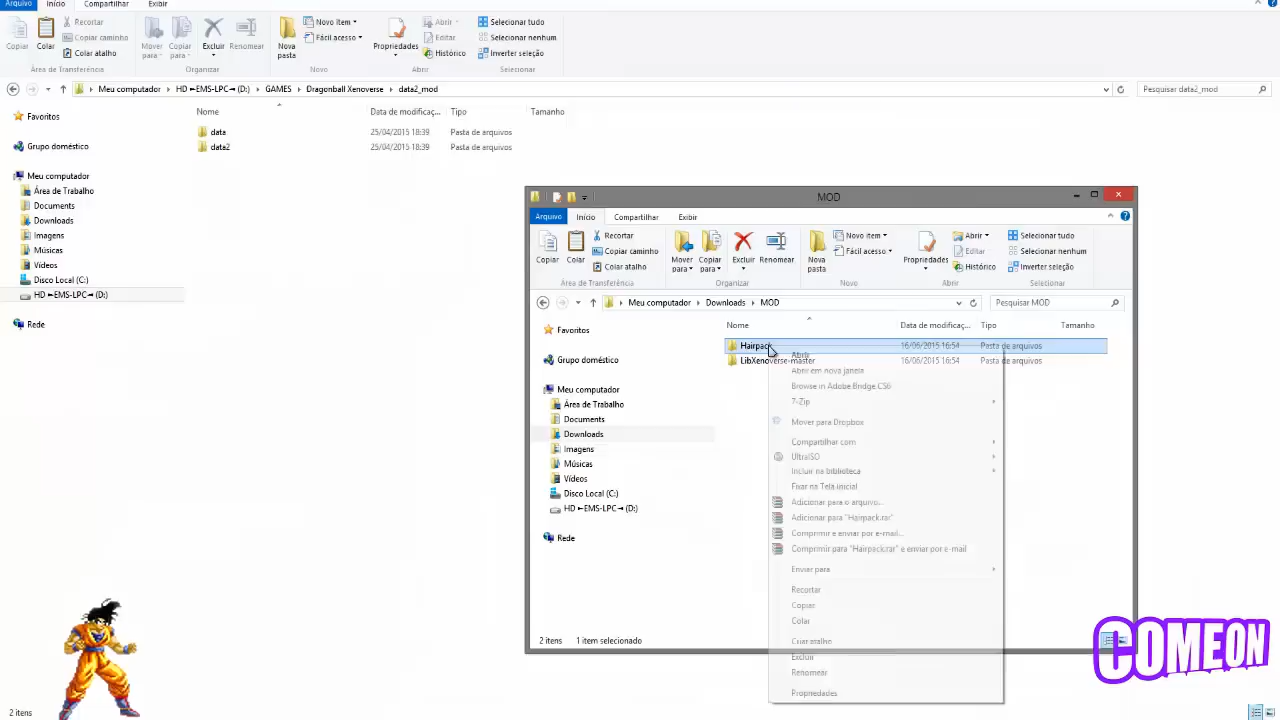 Arquivo Início Compartilhar Exibir
Copiar Colar Recortar Copiar caminho Colar atalho
Mover para Copiar para Excluir Renomear
Nova pasta Novo item Fácil acesso
Propriedades Abrir Editar Histórico
Selecionar tudo Selecionar nenhum Inverter seleção
Área de Transferência Organizar Novo Abrir Selecionar
Meu computador HD ►EMS-LPC◄ (D:) GAMES Dragonball Xenoverse data2_mod
Pesquisar data2_mod
Nome Data de modificaç... Tipo Tamanho
data 25/04/2015 18:39 Pasta de arquivos
data2 25/04/2015 18:39 Pasta de arquivos
Favoritos
Grupo doméstico
Meu computador
Área de Trabalho
Documents
Downloads
Imagens
Músicas
Vídeos
Disco Local (C:)
HD ►EMS-LPC◄ (D:)
Rede
2 itens
MOD
Arquivo Início Compartilhar Exibir
Copiar Colar Recortar Copiar caminho Colar atalho
Mover para Copiar para Excluir Renomear
Nova pasta Novo item Fácil acesso
Propriedades Abrir Editar Histórico
Selecionar tudo Selecionar nenhum Inverter seleção
Área de Transferência Organizar Novo Abrir Selecionar
Meu computador Downloads MOD
Pesquisar MOD
Nome Data de modificaç... Tipo Tamanho
Hairpack 16/06/2015 16:54 Pasta de arquivos
LibXenoverse-master 16/06/2015 16:54 Pasta de arquivos
Favoritos
Grupo doméstico
Meu computador
Área de Trabalho
Documents
Downloads
Imagens
Músicas
Vídeos
Disco Local (C:)
HD ►EMS-LPC◄ (D:)
Rede
2 itens 1 item selecionado
Abrir
Abrir em nova janela
Browse in Adobe Bridge CS6
7-Zip
Mover para Dropbox
Compartilhar com
UltraISO
Incluir na biblioteca
Fixar na Tela Inicial
Adicionar para o arquivo...
Adicionar para "Hairpack.rar"
Comprimir e enviar por e-mail...
Comprimir para "Hairpack.rar" e enviar por e-mail
Enviar para
Recortar
Copiar
Colar
Criar atalho
Excluir
Renomear
Propriedades
COMEON